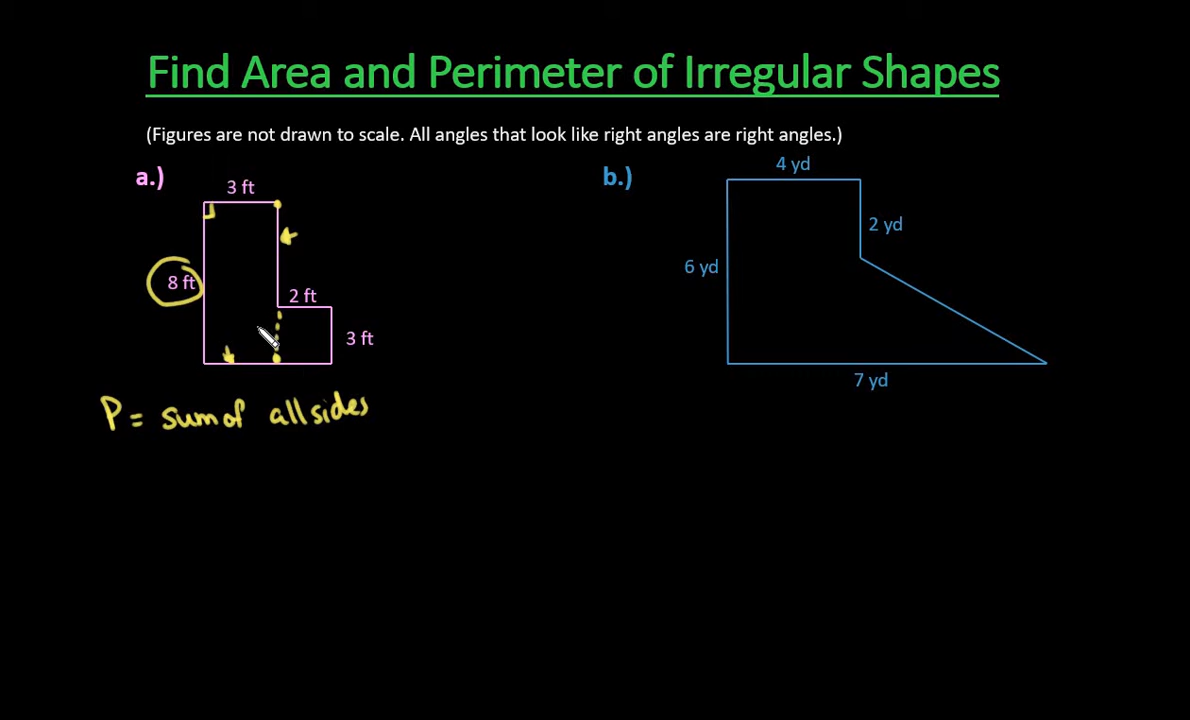 Find Area and Perimeter of Irregular Shapes
(Figures are not drawn to scale. All angles that look like right angles are right angles.)
a.)
3 ft
8 ft
2 ft
3 ft
P = sum of all sides
b.)
4 yd
2 yd
6 yd
7 yd